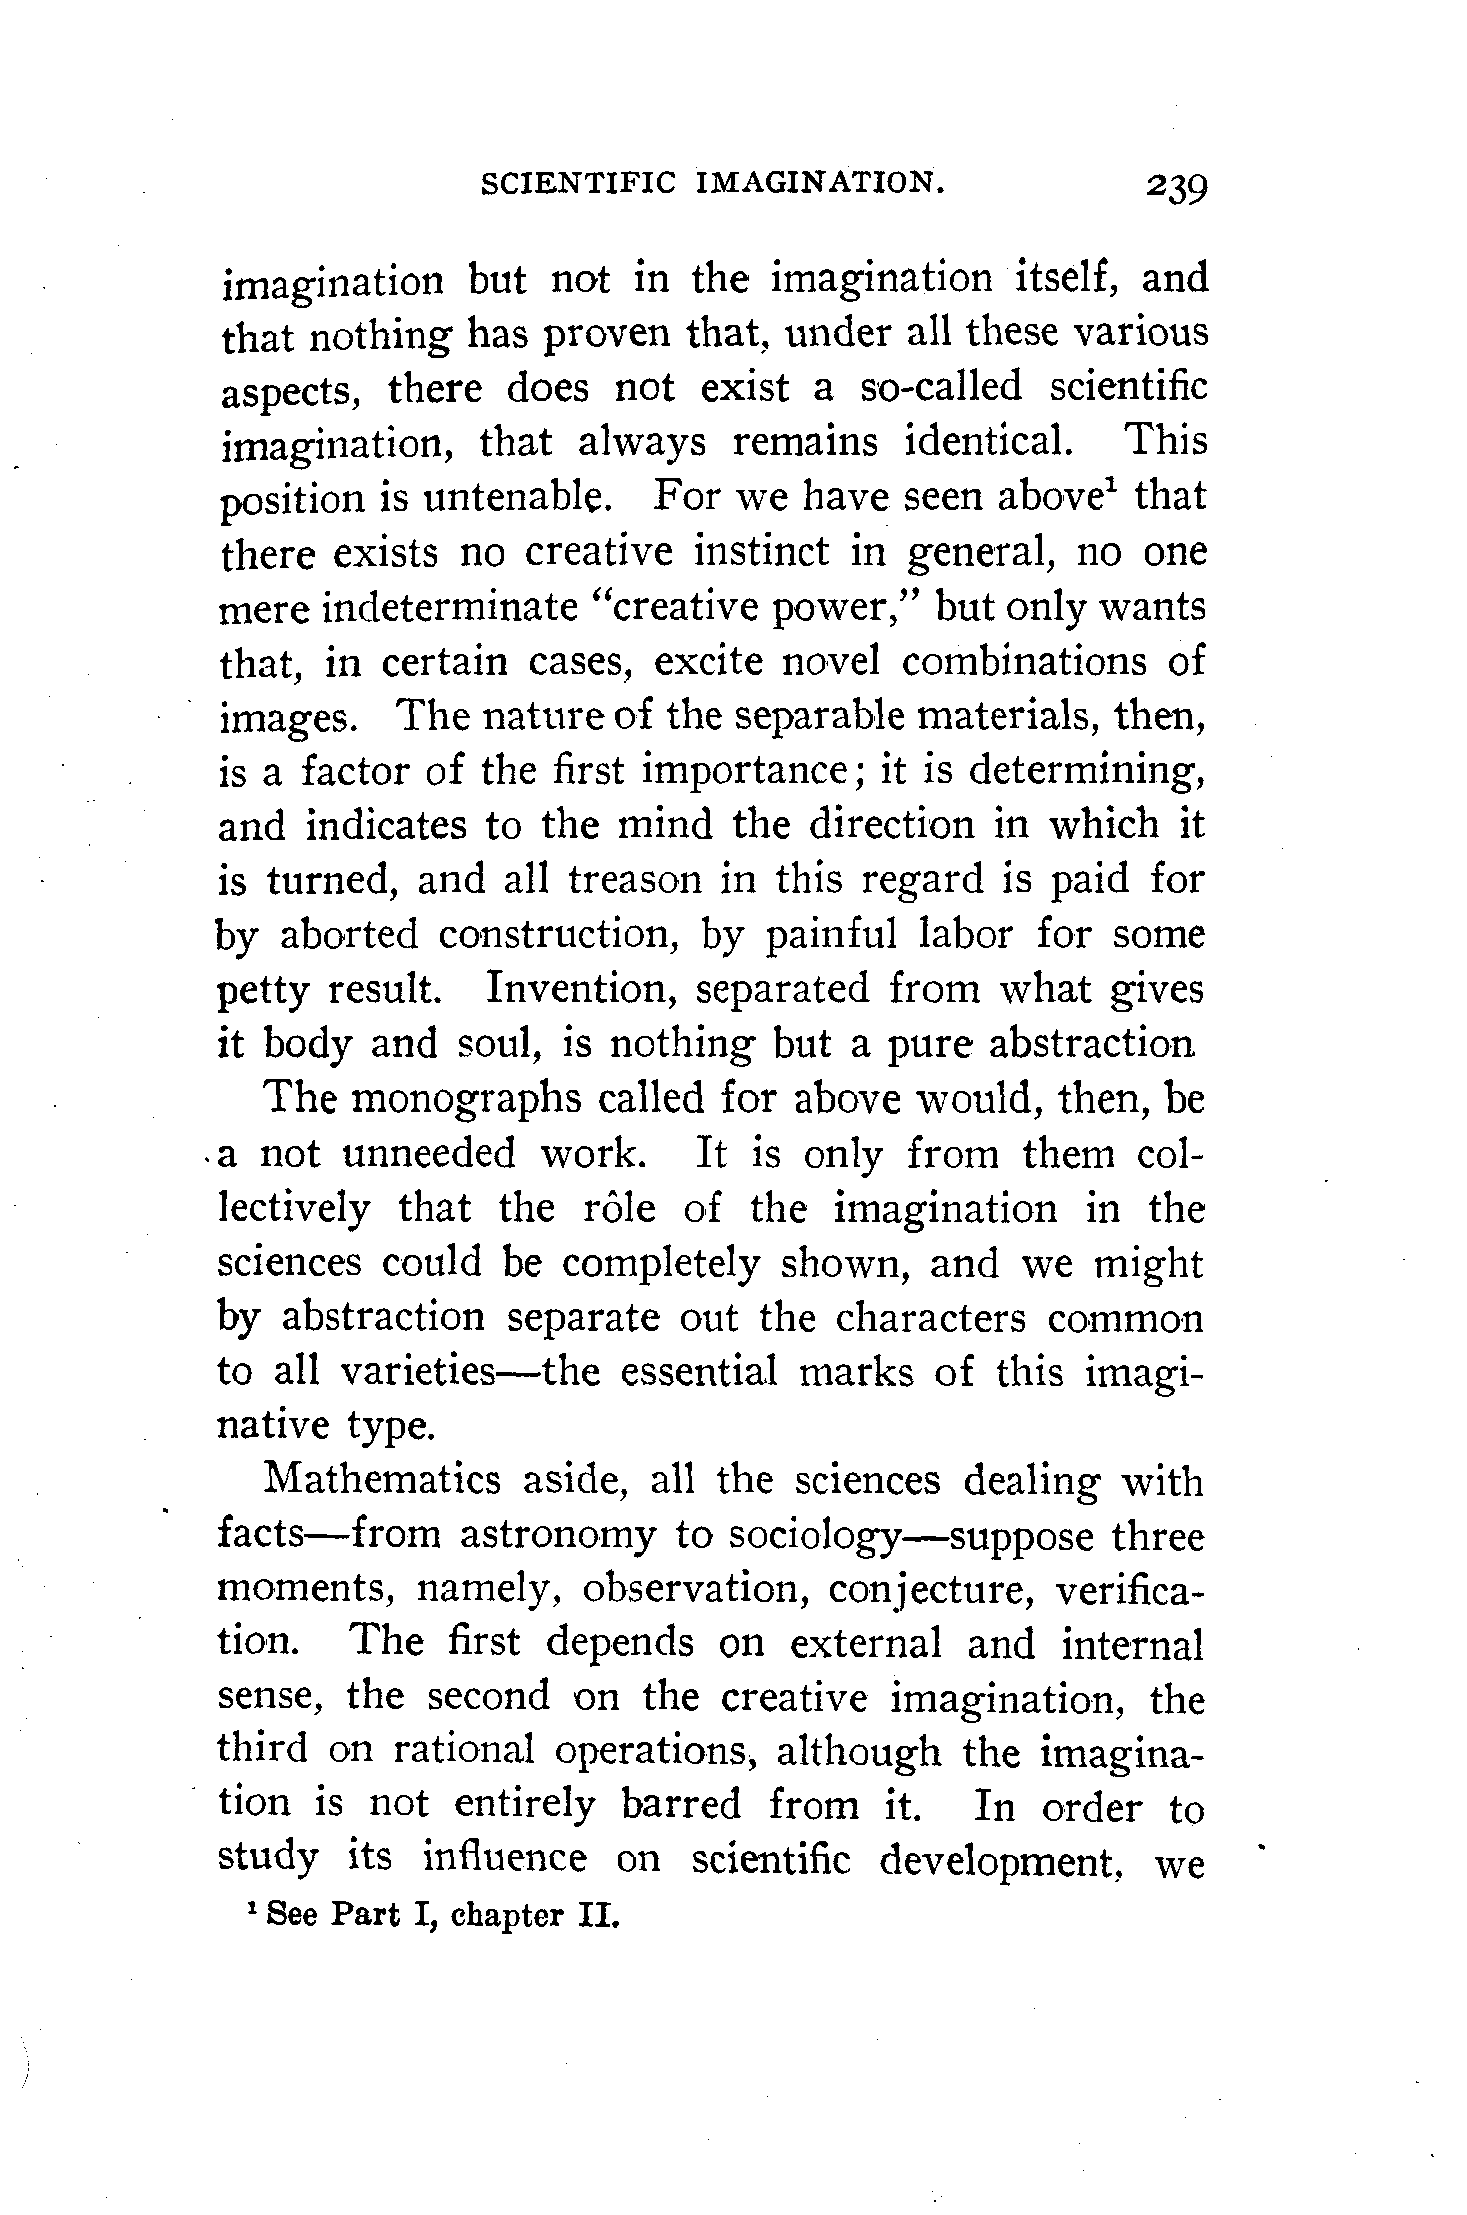 SCIENTIFIC IMAGINATION. 239
imagination but not in the imagination itself, and
that nothing has proven that, under all these various
aspects, there does not exist a so-called scientific
imagination, that always remains identical. This
position is untenable. For we have seen above¹ that
there exists no creative instinct in general, no one
mere indeterminate “creative power,” but only wants
that, in certain cases, excite novel combinations of
images. The nature of the separable materials, then,
is a factor of the first importance; it is determining,
and indicates to the mind the direction in which it
is turned, and all treason in this regard is paid for
by aborted construction, by painful labor for some
petty result. Invention, separated from what gives
it body and soul, is nothing but a pure abstraction
The monographs called for above would, then, be
a not unneeded work. It is only from them col-
lectively that the rôle of the imagination in the
sciences could be completely shown, and we might
by abstraction separate out the characters common
to all varieties—the essential marks of this imagi-
native type.
Mathematics aside, all the sciences dealing with
facts—from astronomy to sociology—suppose three
moments, namely, observation, conjecture, verifica-
tion. The first depends on external and internal
sense, the second on the creative imagination, the
third on rational operations, although the imagina-
tion is not entirely barred from it. In order to
study its influence on scientific development, we
¹ See Part I, chapter II.